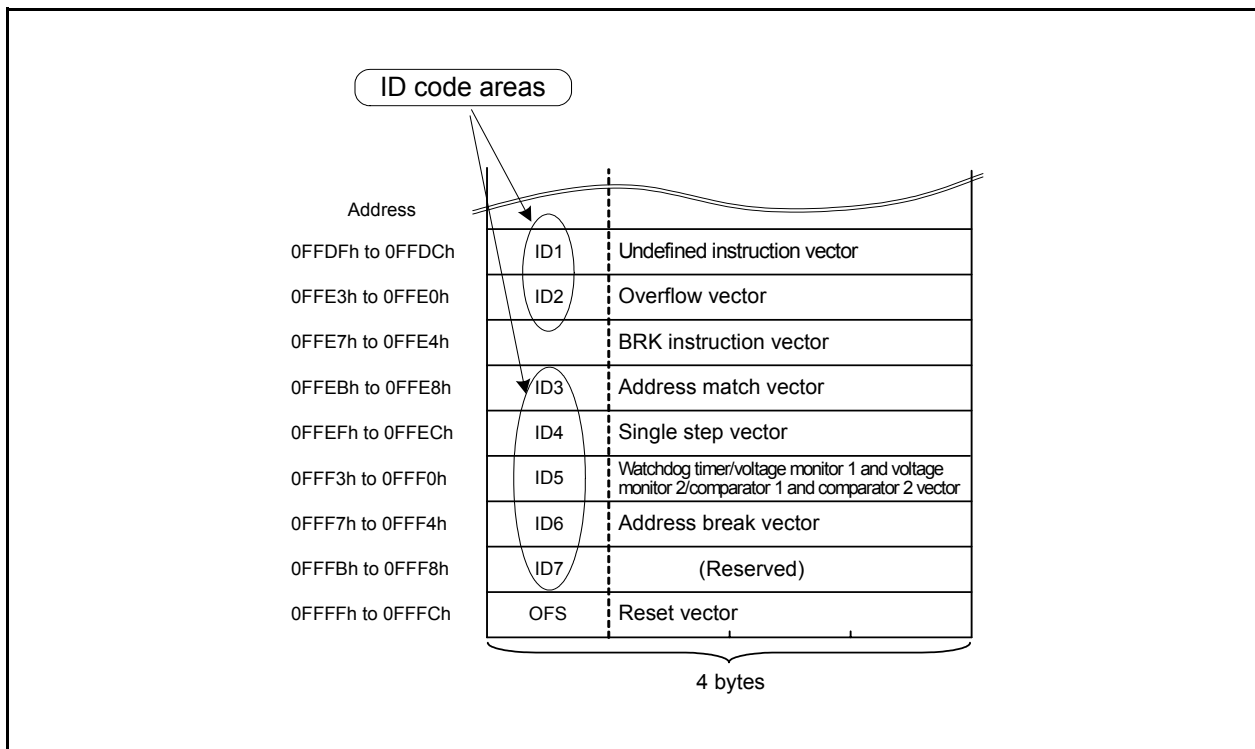 ID code areas
Address
0FFDFh to 0FFDCh ID1 Undefined instruction vector
0FFE3h to 0FFE0h ID2 Overflow vector
0FFE7h to 0FFE4h BRK instruction vector
0FFEBh to 0FFE8h ID3 Address match vector
0FFEFh to 0FFECh ID4 Single step vector
0FFF3h to 0FFF0h ID5 Watchdog timer/voltage monitor 1 and voltage
monitor 2/comparator 1 and comparator 2 vector
0FFF7h to 0FFF4h ID6 Address break vector
0FFFBh to 0FFF8h ID7 (Reserved)
0FFFFh to 0FFFCh OFS Reset vector
4 bytes